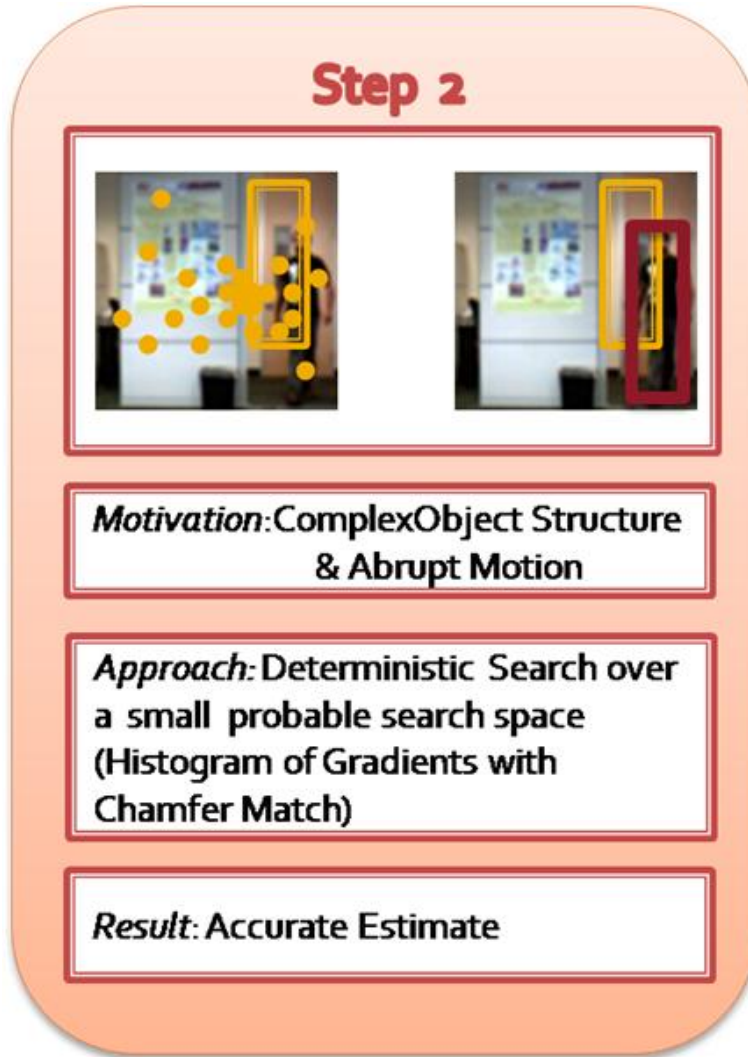 Step 2
Motivation:ComplexObject Structure
& Abrupt Motion
Approach: Deterministic Search over
a small probable search space
(Histogram of Gradients with
Chamfer Match)
Result: Accurate Estimate